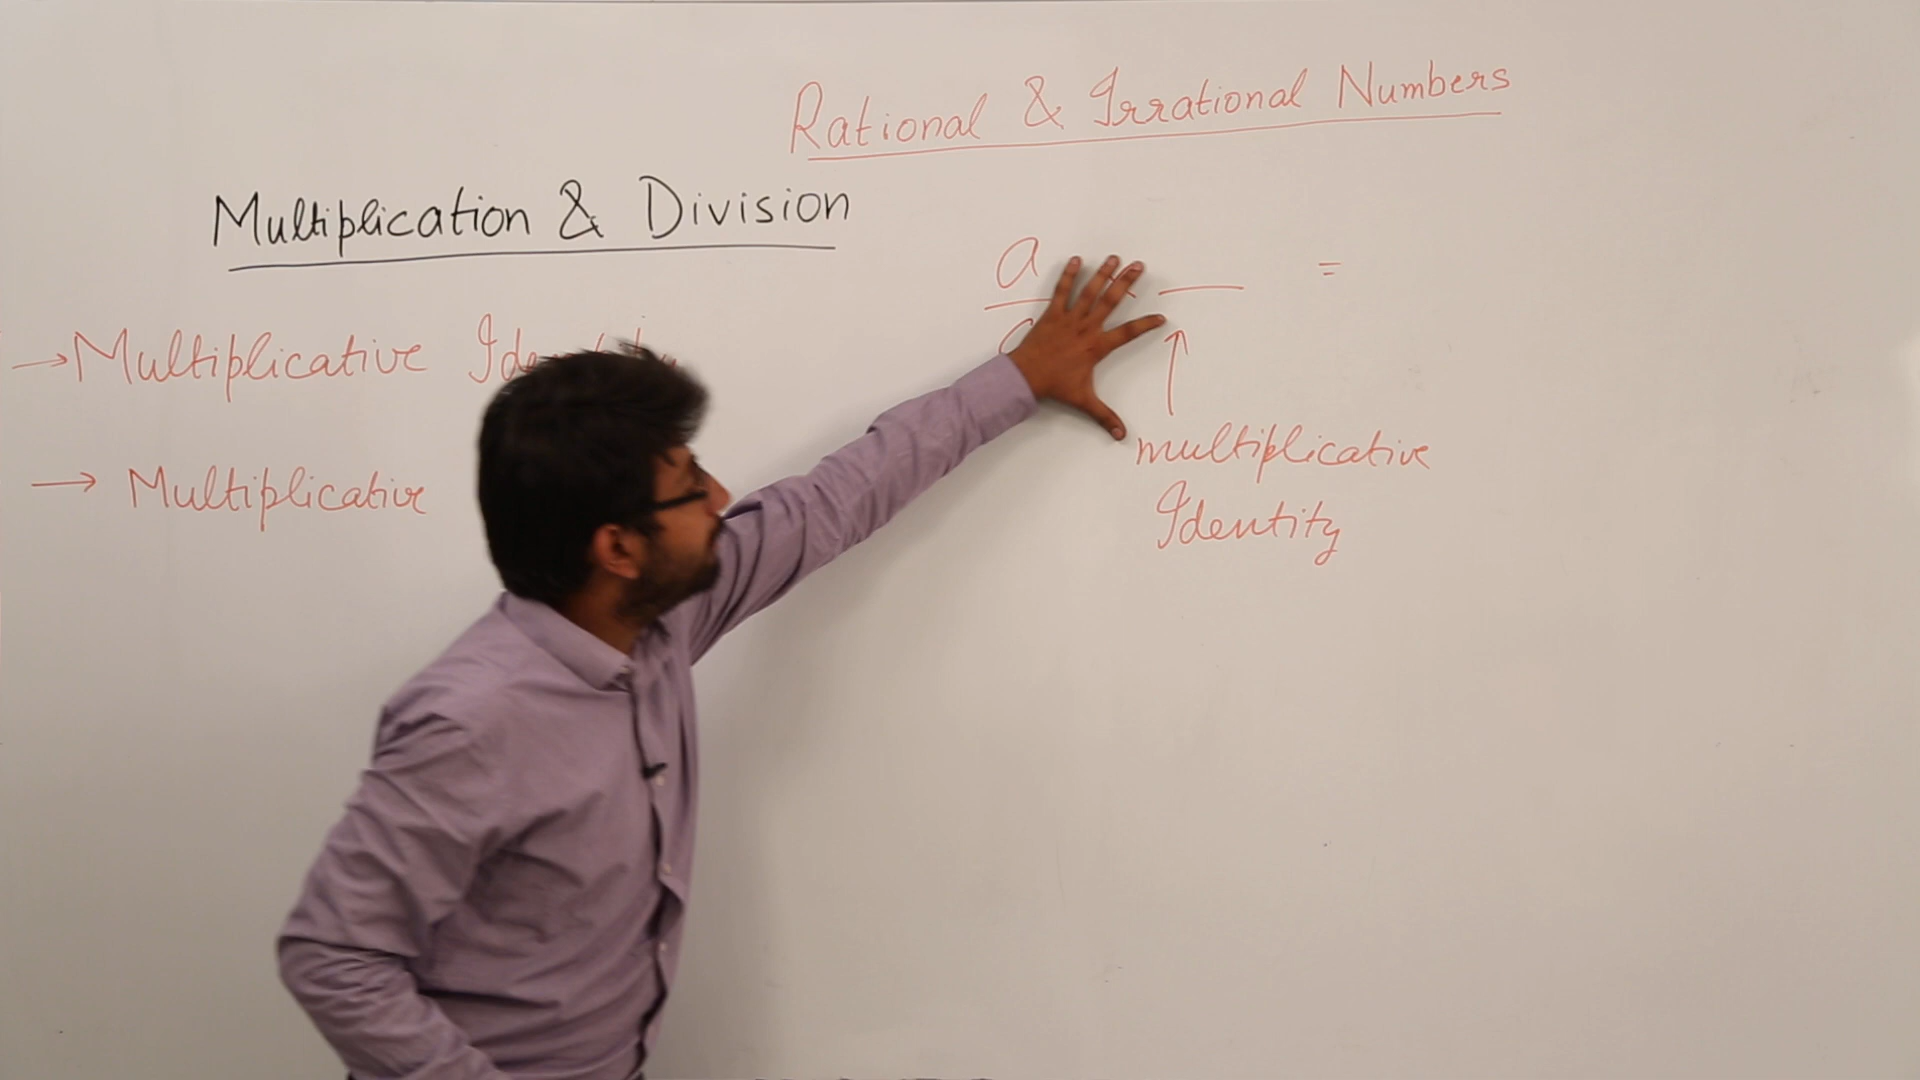 Rational & Irrational Numbers
Multiplication & Division
→ Multiplicative
→ Multiplicative
a
=
multiplicative
Identity